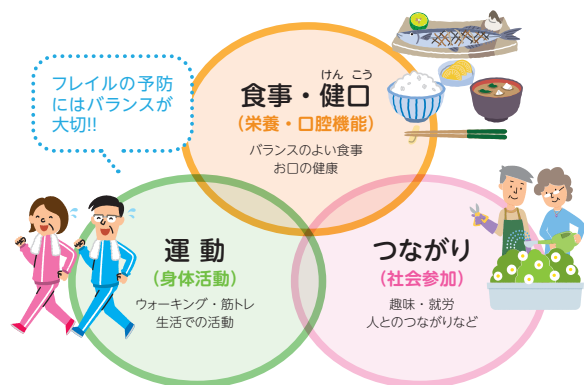 フレイルの予防
にはバランスが
大切!!
けん こう
食事・健口
(栄養・口腔機能)
バランスのよい食事
お口の健康
運 動
(身体活動)
ウォーキング・筋トレ
生活での活動
つながり
(社会参加)
趣味・就労
人とのつながりなど